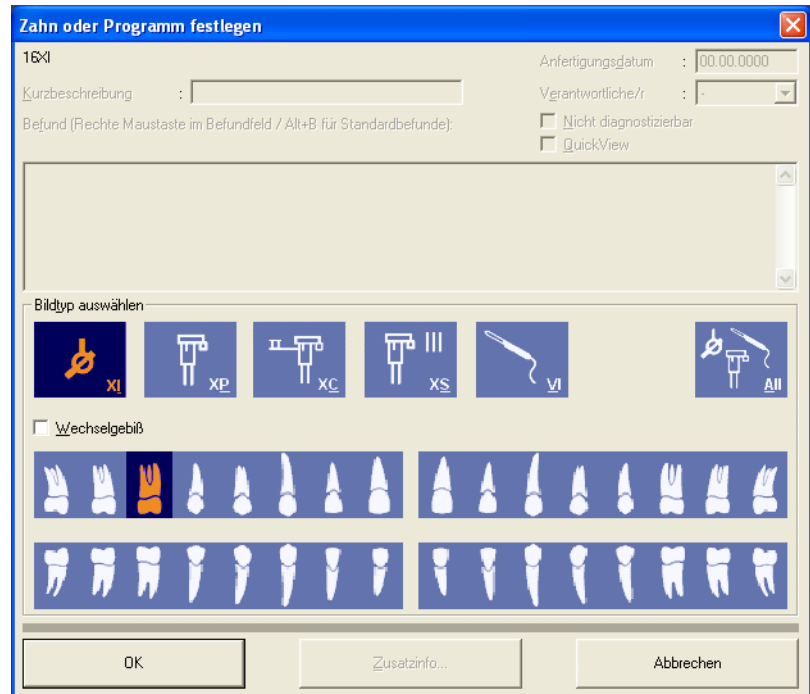 Zahn oder Programm festlegen
16XI
Anfertigungsdatum : 00.00.0000
Kurzbeschreibung :
Verantwortliche/r : -
Befund (Rechte Maustaste im Befundfeld / Alt+B für Standardbefunde):
Nicht diagnostizierbar
QuickView
Bildtyp auswählen
XI XP XC XS VI All
Wechselgebiß
OK Zusatzinfo... Abbrechen